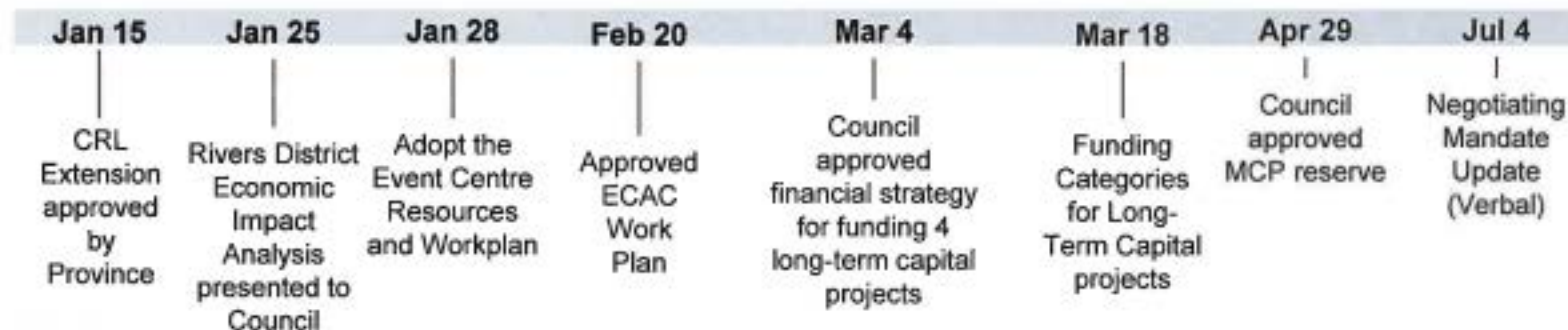 Jan 15
CRL
Extension
approved
by
Province
Jan 25
Rivers District
Economic
Impact
Analysis
presented to
Council
Jan 28
Adopt the
Event Centre
Resources
and Workplan
Feb 20
Approved
ECAC
Work
Plan
Mar 4
Council
approved
financial strategy
for funding 4
long-term capital
projects
Mar 18
Funding
Categories
for Long-
Term Capital
projects
Apr 29
Council
approved
MCP reserve
Jul 4
Negotiating
Mandate
Update
(Verbal)